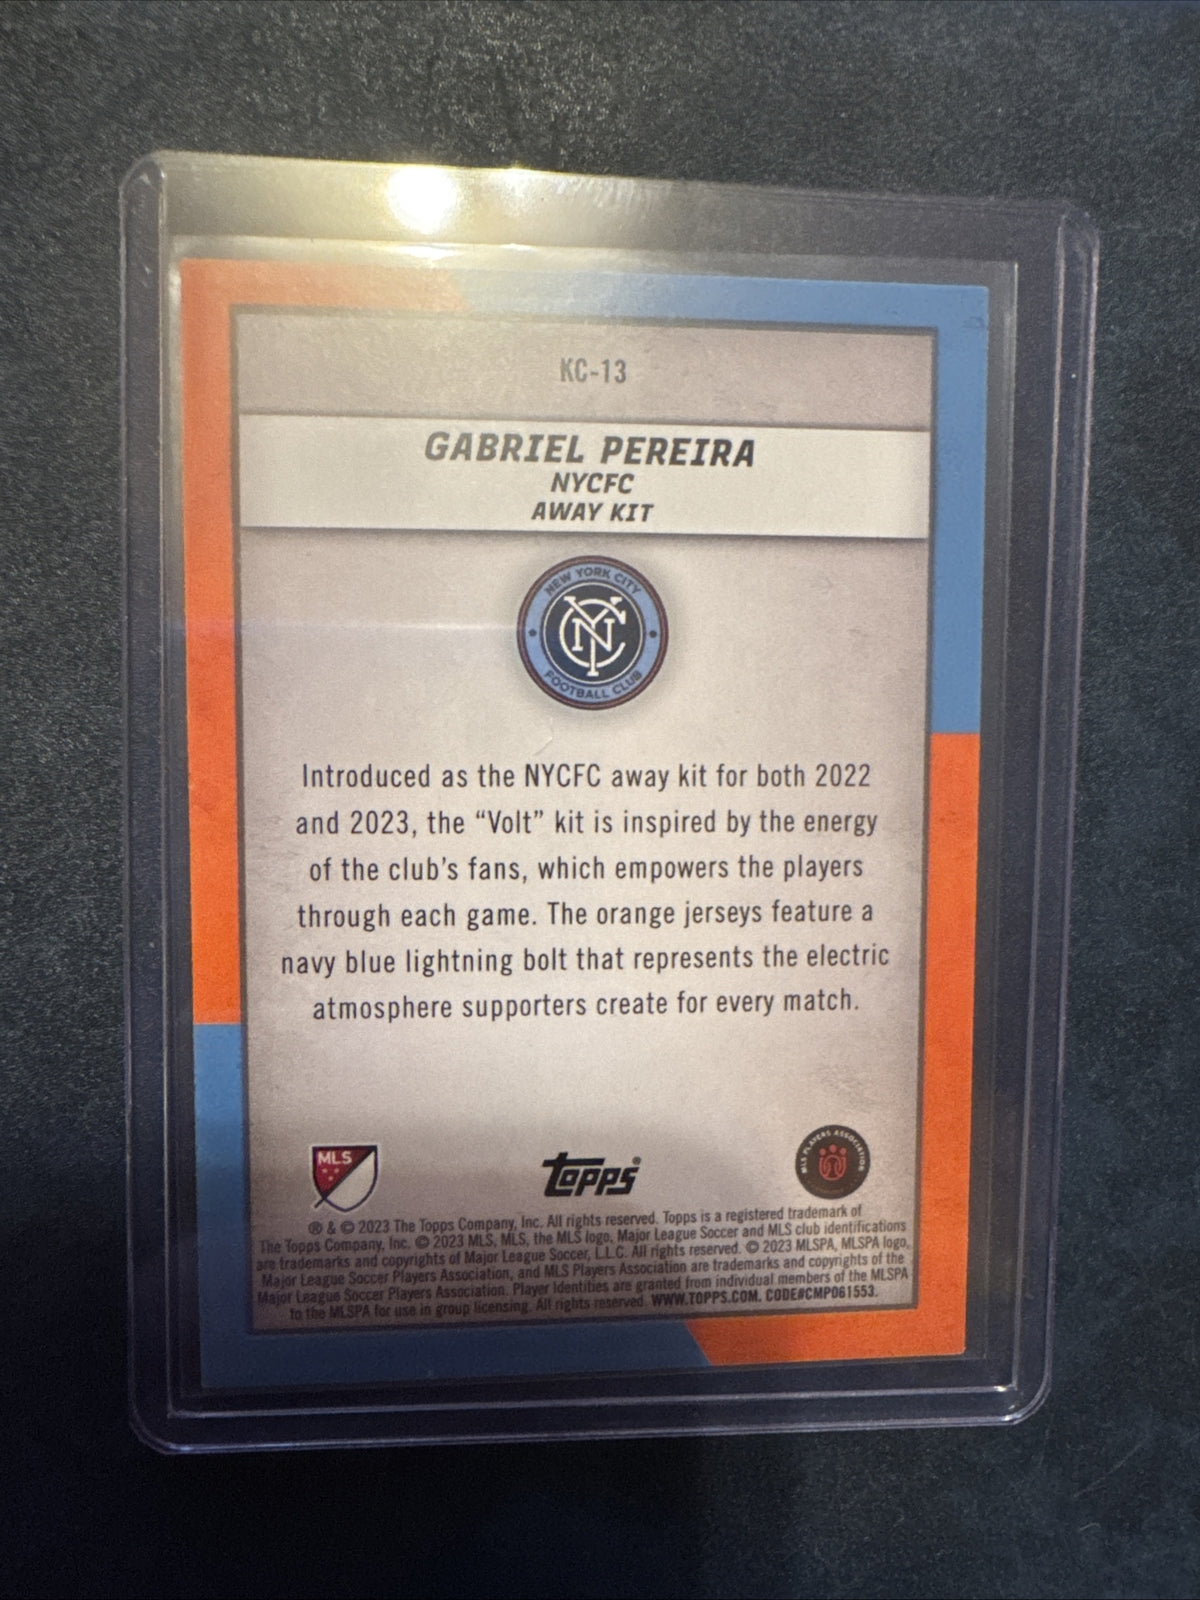 KC-13
GABRIEL PEREIRA
NYCFC
AWAY KIT
NEW YORK CITY
NYC
FOOTBALL CLUB
Introduced as the NYCFC away kit for both 2022
and 2023, the “Volt” kit is inspired by the energy
of the club’s fans, which empowers the players
through each game. The orange jerseys feature a
navy blue lightning bolt that represents the electric
atmosphere supporters create for every match.
MLS
Topps®
MLS PLAYERS ASSOCIATION
® & © 2023 The Topps Company, Inc. All rights reserved. Topps is a registered trademark of
The Topps Company, Inc. © 2023 MLS, MLS, the MLS logo, Major League Soccer and MLS club identifications
are trademarks and copyrights of Major League Soccer, L.L.C. All rights reserved. © 2023 MLSPA, MLSPA logo,
Major League Soccer Players Association, and MLS Players Association are trademarks and copyrights of the
Major League Soccer Players Association. Player Identities are granted from individual members of the MLSPA
to the MLSPA for use in group licensing. All rights reserved. WWW.TOPPS.COM. CODE#CMP061553.